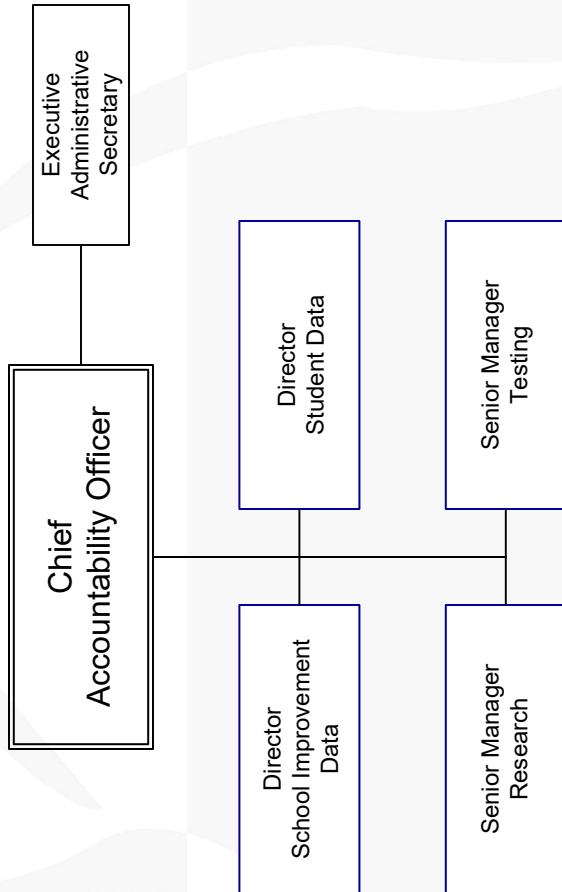 Executive
Administrative
Secretary
Chief
Accountability Officer
Director
School Improvement
Data
Director
Student Data
Senior Manager
Research
Senior Manager
Testing